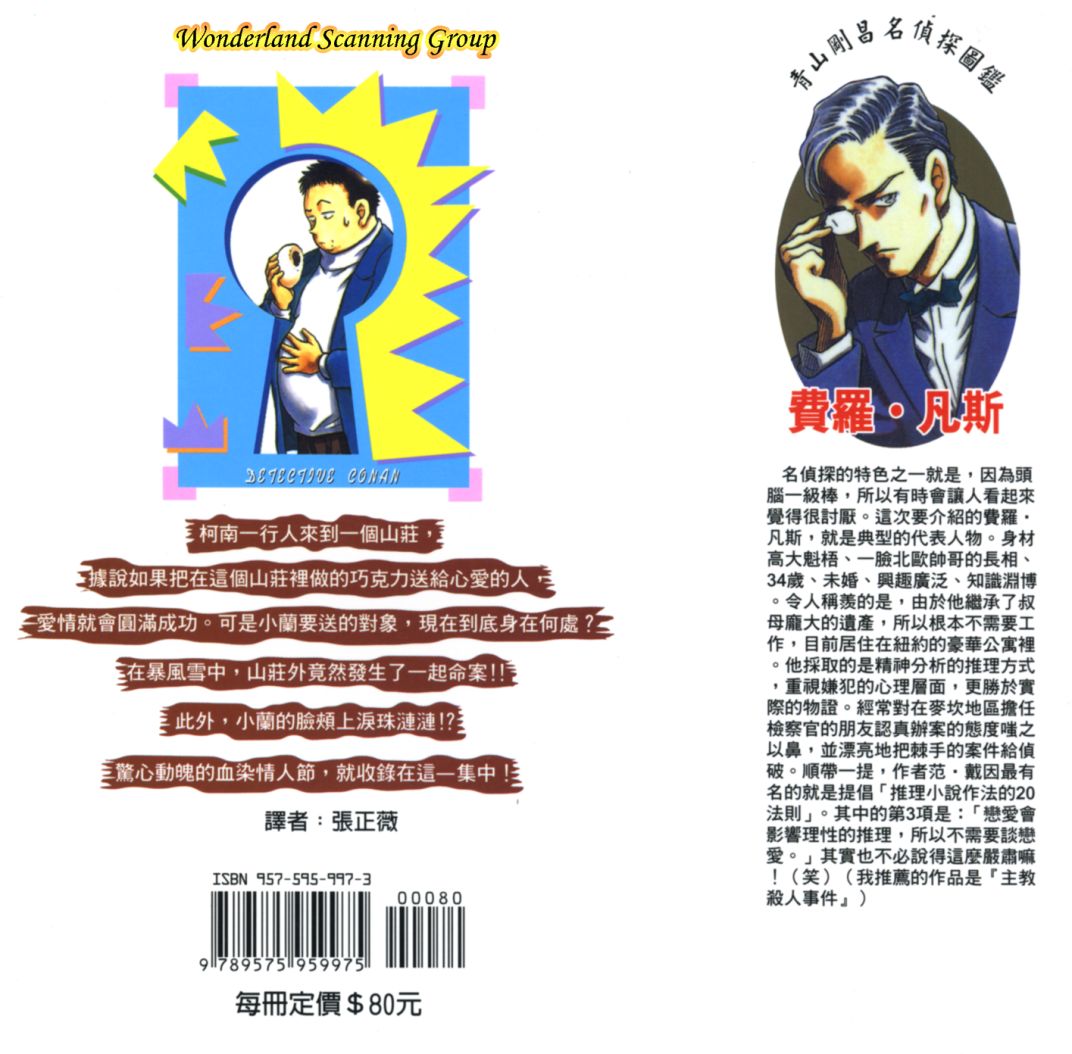 Wonderland Scanning Group
DETECTIVE CONAN
柯南一行人來到一個山莊，
據說如果把在這個山莊裡做的巧克力送給心愛的人，
愛情就會圓滿成功。可是小蘭要送的對象，現在到底身在何處？
在暴風雪中，山莊外竟然發生了一起命案!!
此外，小蘭的臉頰上淚珠漣漣!?
驚心動魄的血染情人節，就收錄在這一集中！
譯者：張正薇
ISBN 957-595-997-3
00080
9 789575 959975
每冊定價＄80元
青山剛昌名偵探圖鑑
費羅・凡斯
名偵探的特色之一就是，因為頭
腦一級棒，所以有時會讓人看起來
覺得很討厭。這次要介紹的費羅・
凡斯，就是典型的代表人物。身材
高大魁梧、一臉北歐帥哥的長相、
34歲、未婚、興趣廣泛、知識淵博
。令人稱羨的是，由於他繼承了叔
母龐大的遺產，所以根本不需要工
作，目前居住在紐約的豪華公寓裡
。他採取的是精神分析的推理方式
，重視嫌犯的心理層面，更勝於實
際的物證。經常對在麥坎地區擔任
檢察官的朋友認真辦案的態度嗤之
以鼻，並漂亮地把棘手的案件給偵
破。順帶一提，作者范・戴因最有
名的就是提倡「推理小說作法的20
法則」。其中的第3項是：「戀愛會
影響理性的推理，所以不需要談戀
愛。」其實也不必說得這麼嚴肅嘛
！（笑）（我推薦的作品是『主教
殺人事件』）